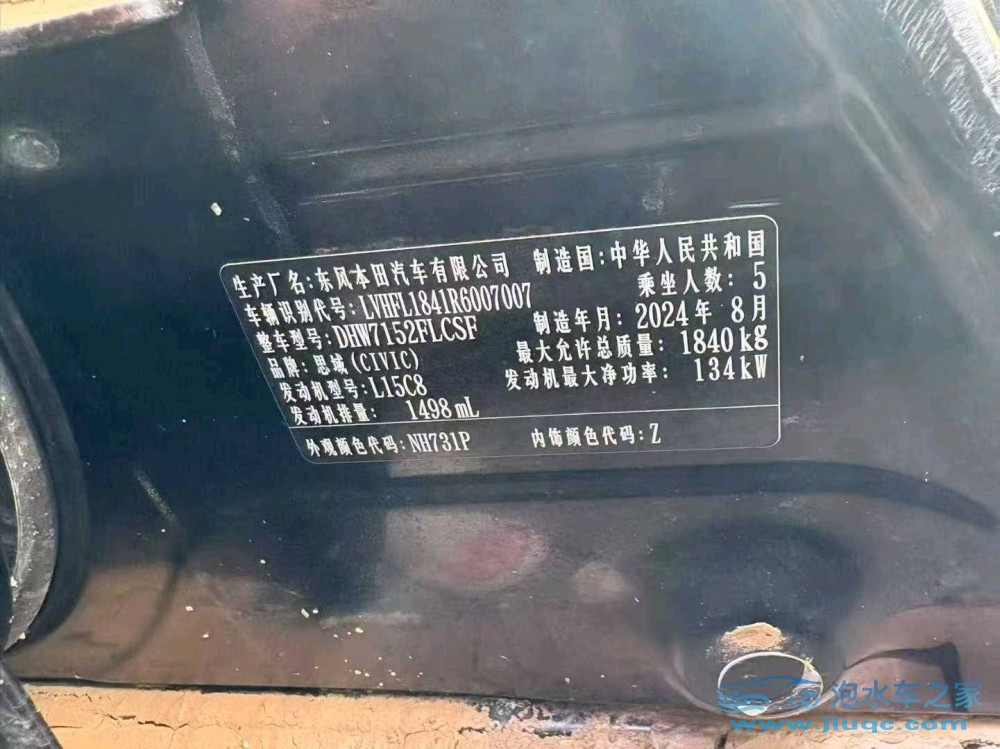 生产厂名:东风本田汽车有限公司 制造国:中华人民共和国
车辆识别代号:LVHFL1841R6007007 乘坐人数: 5
整车型号:DHW7152FLCSF 制造年月:2024年 8月
品牌:思域(CIVIC) 最大允许总质量: 1840kg
发动机型号:L15C8 发动机最大净功率: 134kW
发动机排量: 1498mL
外观颜色代码:NH731P 内饰颜色代码:Z
泡水车之家
www.jluqc.com